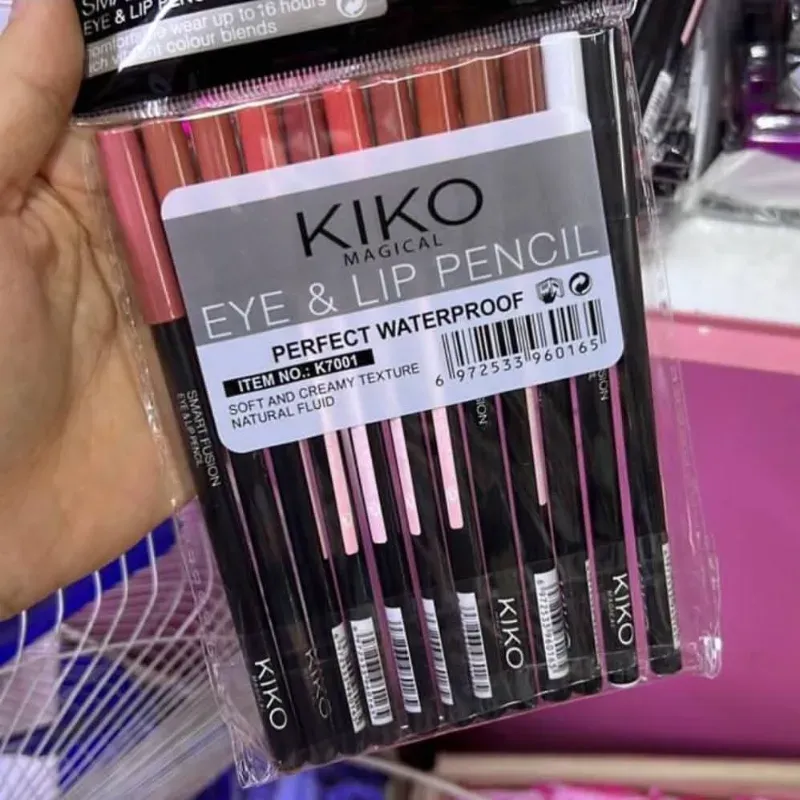 EYE & LIP PENCIL
wear up to 16 hours
colour blends
KIKO
MAGICAL
EYE & LIP PENCIL
PERFECT WATERPROOF
ITEM NO.: K7001
SOFT AND CREAMY TEXTURE
NATURAL FLUID
6 972533 960165
SMART FUSION
EYE & LIP PENCIL
KIKO
KIKO
KIKO
KIKO
MAGICAL